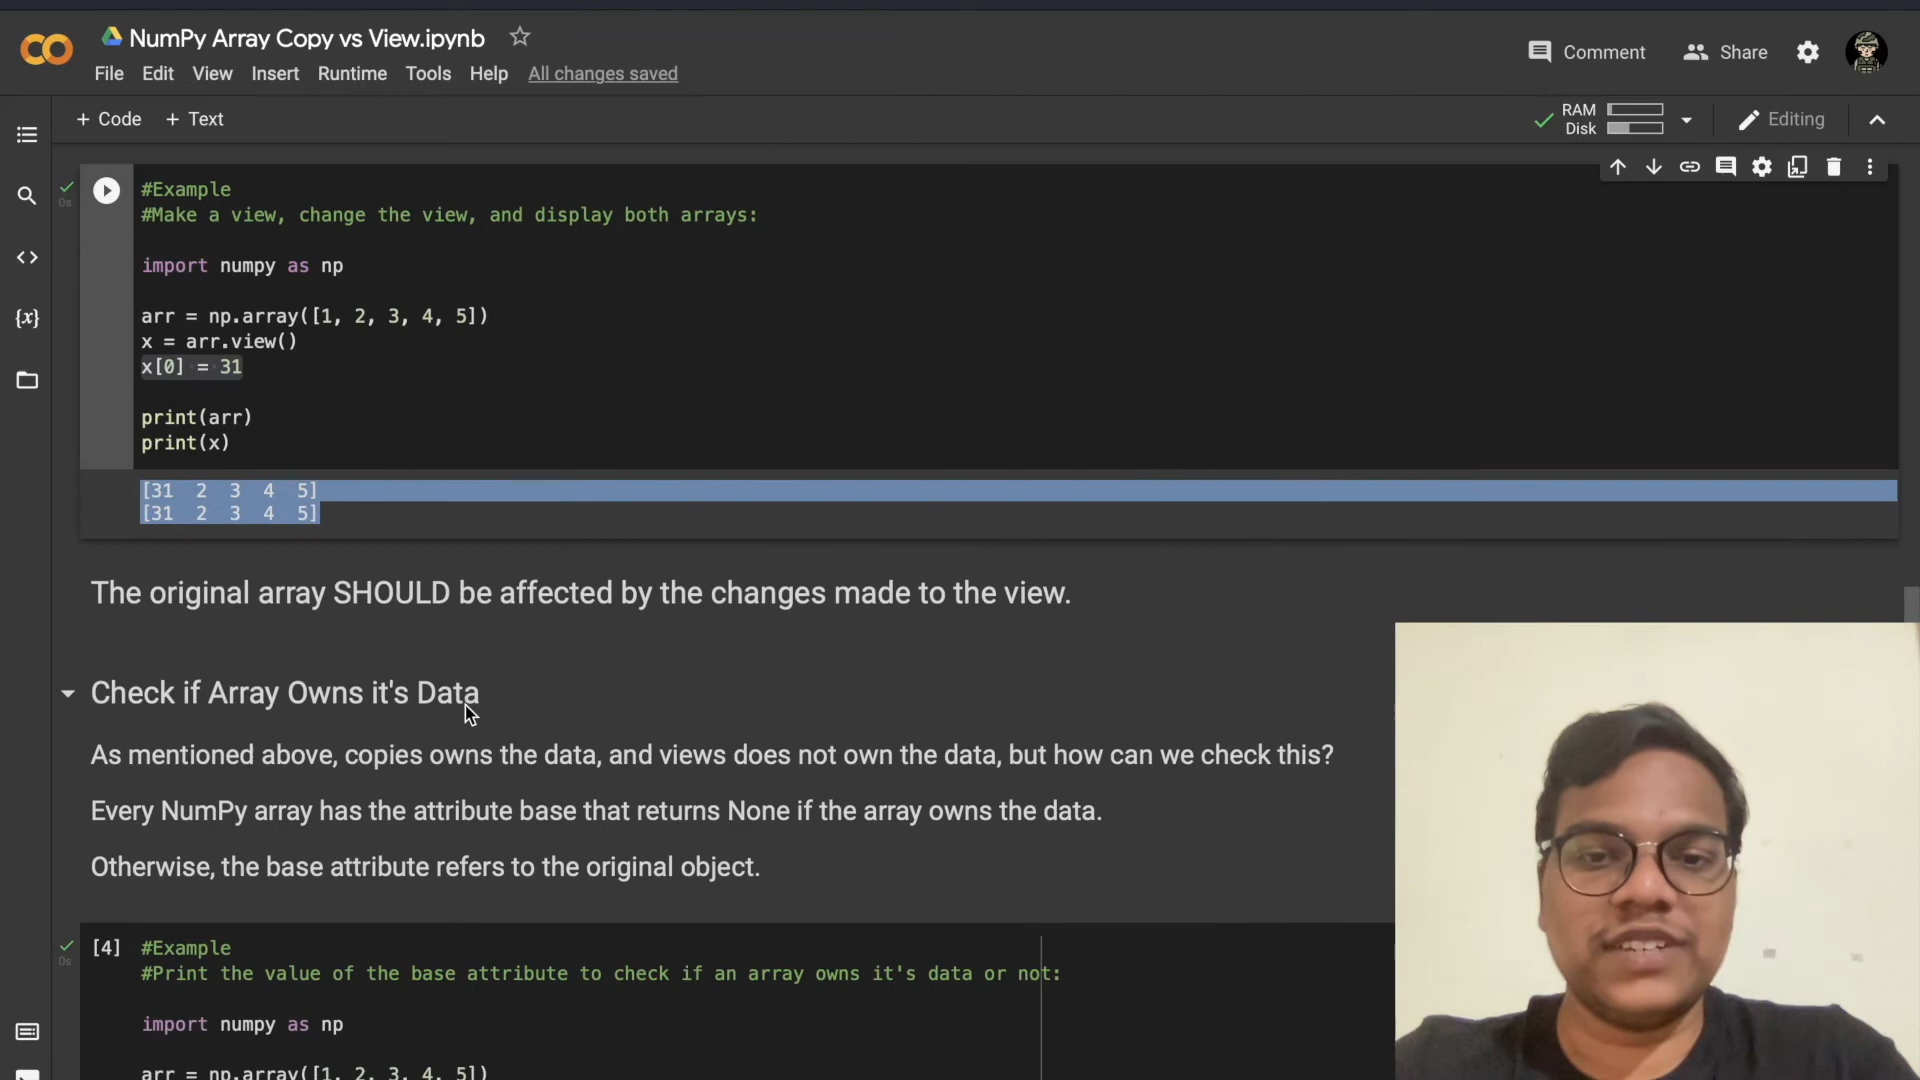 NumPy Array Copy vs View.ipynb
Comment
Share
File Edit View Insert Runtime Tools Help All changes saved
+ Code + Text
RAM
Disk
Editing
0s
#Example
#Make a view, change the view, and display both arrays:
import numpy as np
{x}
arr = np.array([1, 2, 3, 4, 5])
x = arr.view()
x[0] = 31
print(arr)
print(x)
[31 2 3 4 5]
[31 2 3 4 5]
The original array SHOULD be affected by the changes made to the view.
Check if Array Owns it's Data
As mentioned above, copies owns the data, and views does not own the data, but how can we check this?
Every NumPy array has the attribute base that returns None if the array owns the data.
Otherwise, the base attribute refers to the original object.
0s
[4] #Example
#Print the value of the base attribute to check if an array owns it's data or not:
import numpy as np
arr = np.array([1, 2, 3, 4, 5])